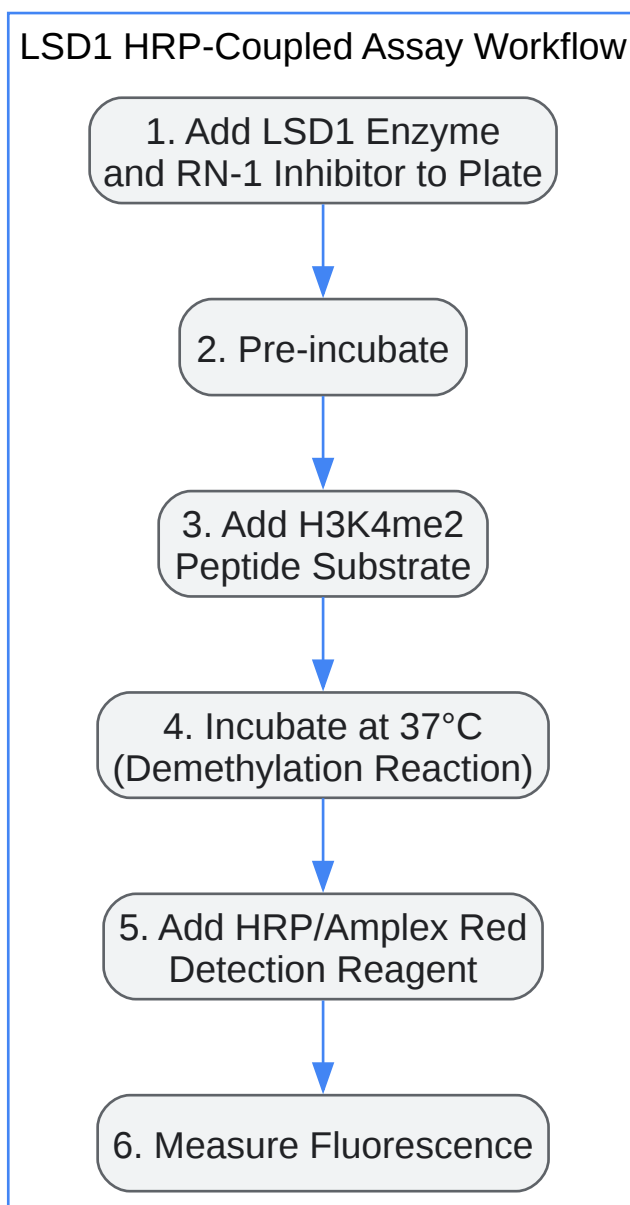 LSD1 HRP-Coupled Assay Workflow
1. Add LSD1 Enzyme
and RN-1 Inhibitor to Plate
2. Pre-incubate
3. Add H3K4me2
Peptide Substrate
4. Incubate at 37°C
(Demethylation Reaction)
5. Add HRP/Amplex Red
Detection Reagent
6. Measure Fluorescence